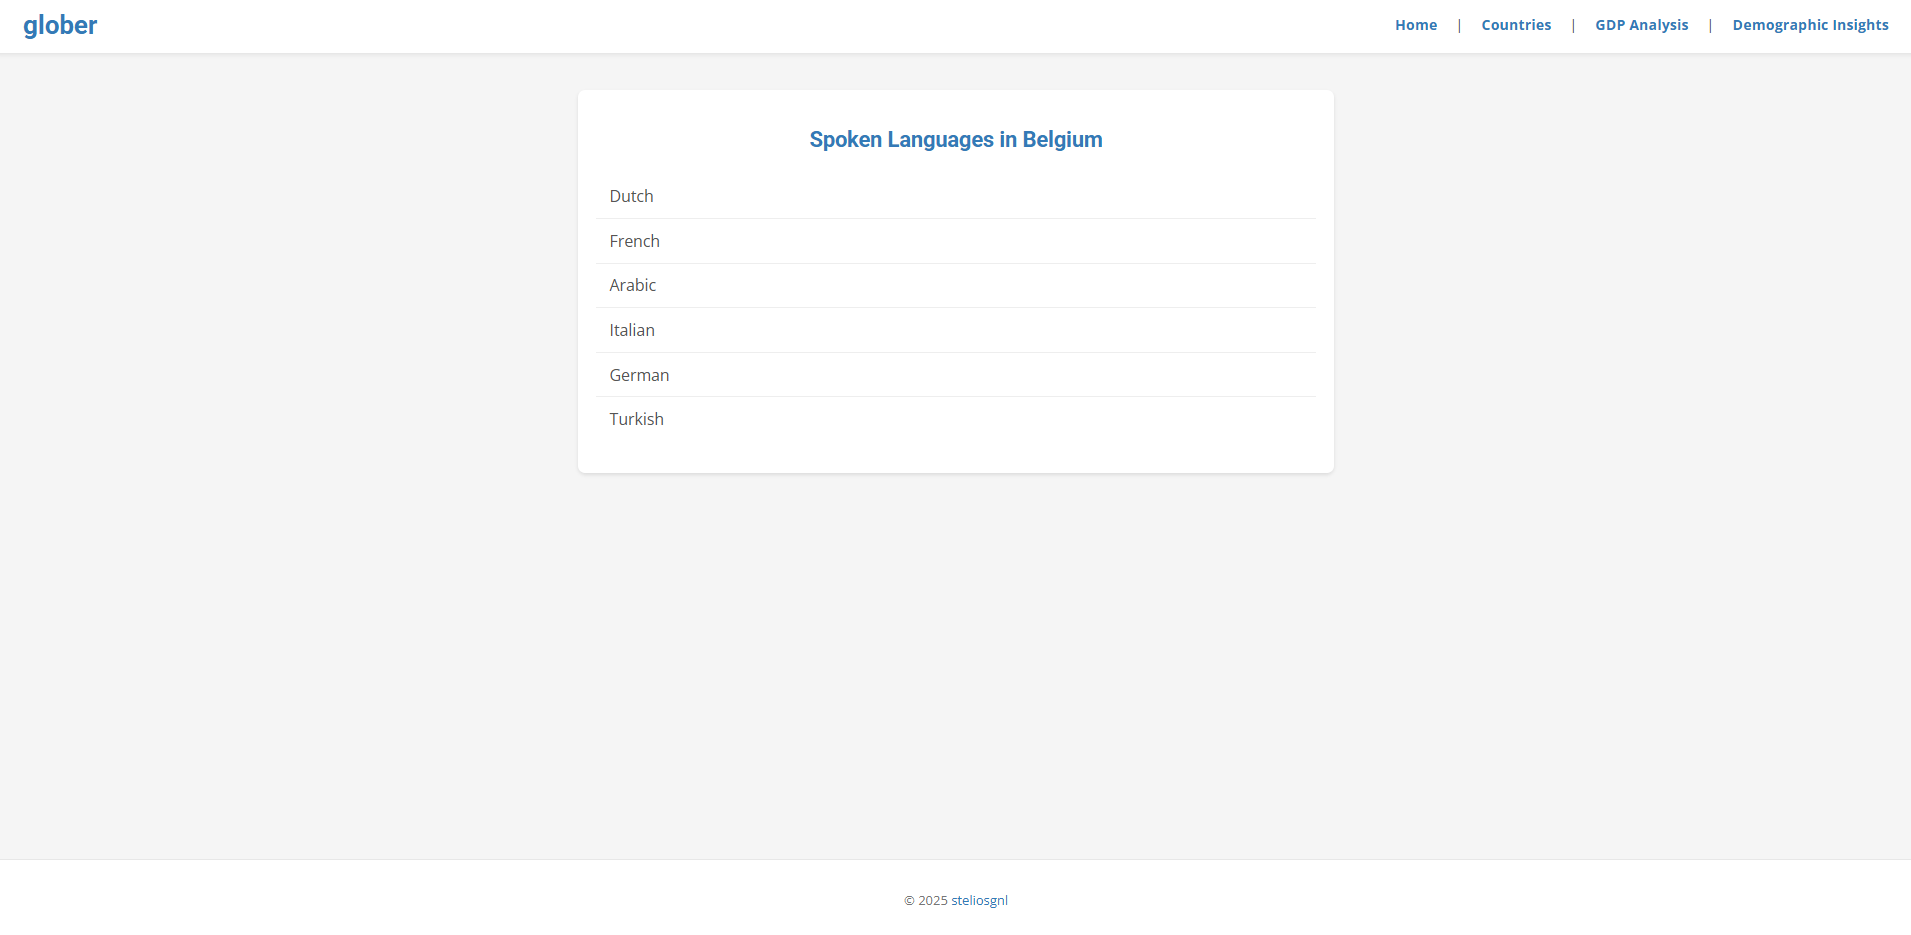 glober
Home | Countries | GDP Analysis | Demographic Insights
Spoken Languages in Belgium
Dutch
French
Arabic
Italian
German
Turkish
© 2025 steliosgnl